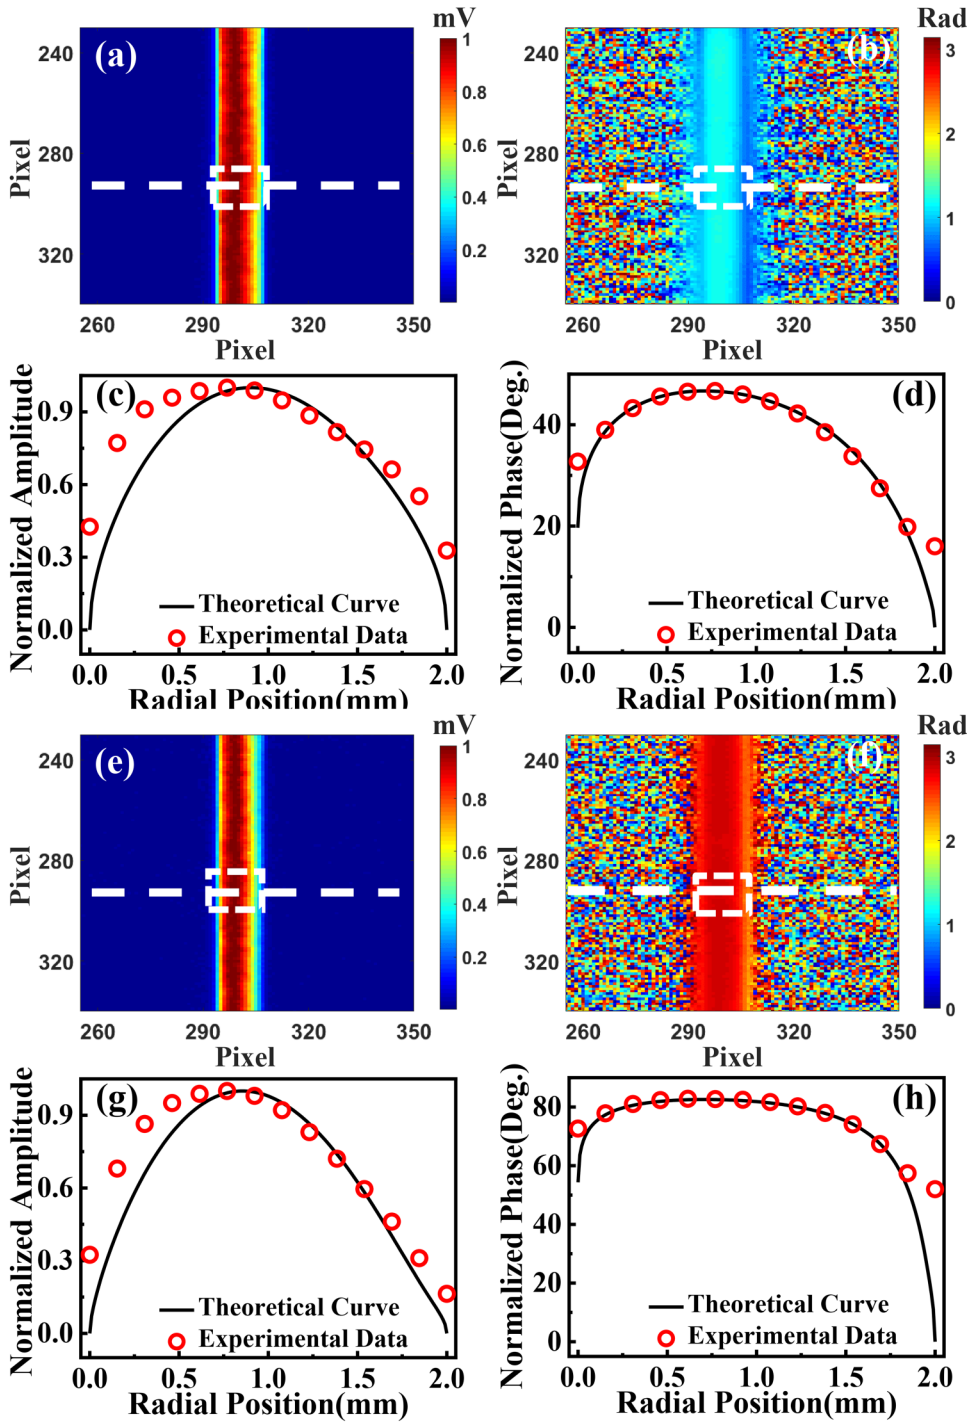 mV
Rad
(a)
(b)
240
280
320
Pixel
1
0.8
0.6
0.4
0.2
260
290
320
350
Pixel
240
280
320
Pixel
3
2
1
0
260
290
320
350
Pixel
(c)
Normalized Amplitude
0.9
0.6
0.3
0.0
Theoretical Curve
Experimental Data
0.0
0.5
1.0
1.5
2.0
Radial Position(mm)
(d)
Normalized Phase(Deg.)
40
20
0
Theoretical Curve
Experimental Data
0.0
0.5
1.0
1.5
2.0
Radial Position(mm)
mV
Rad
(e)
(f)
240
280
320
Pixel
1
0.8
0.6
0.4
0.2
260
290
320
350
Pixel
240
280
320
Pixel
3
2
1
0
260
290
320
350
Pixel
(g)
Normalized Amplitude
0.9
0.6
0.3
0.0
Theoretical Curve
Experimental Data
0.0
0.5
1.0
1.5
2.0
Radial Position(mm)
(h)
Normalized Phase(Deg.)
80
60
40
20
0
Theoretical Curve
Experimental Data
0.0
0.5
1.0
1.5
2.0
Radial Position(mm)